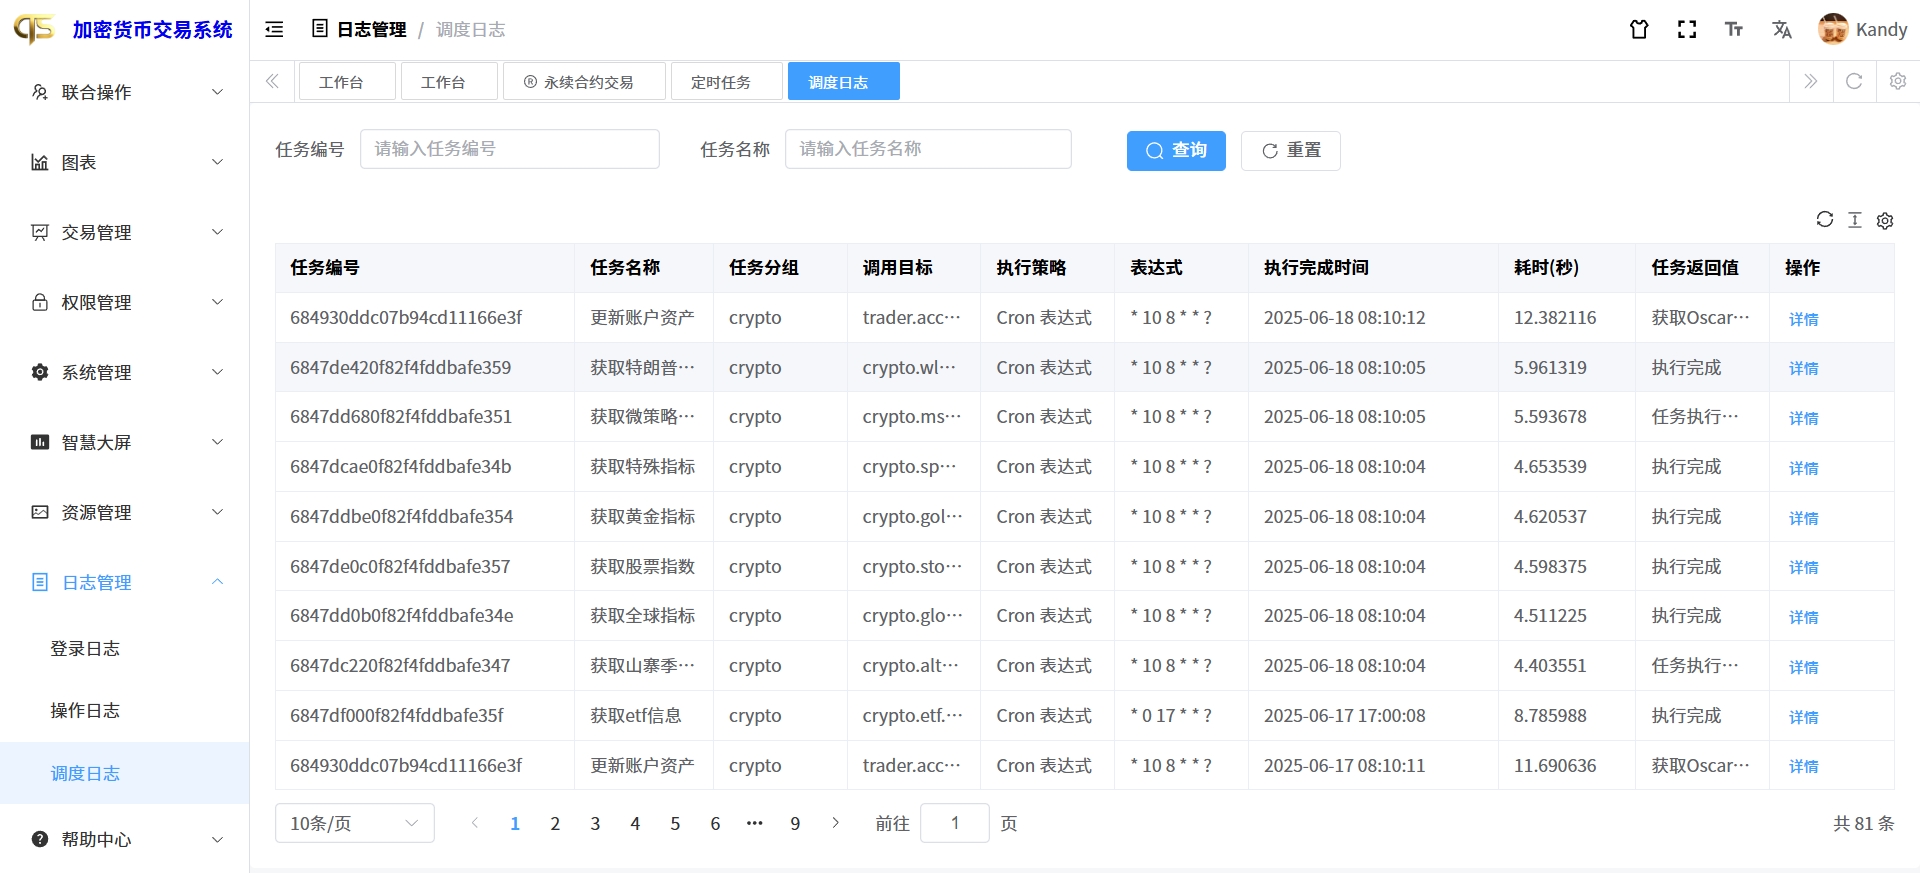 加密货币交易系统
日志管理 / 调度日志
Kandy
工作台 工作台 ® 永续合约交易 定时任务 调度日志
联合操作
图表
交易管理
权限管理
系统管理
智慧大屏
资源管理
日志管理
登录日志
操作日志
调度日志
帮助中心
任务编号 请输入任务编号 任务名称 请输入任务名称 查询 重置
任务编号 任务名称 任务分组 调用目标 执行策略 表达式 执行完成时间 耗时(秒) 任务返回值 操作
684930ddc07b94cd11166e3f 更新账户资产 crypto trader.acc… Cron 表达式 * 10 8 * * ? 2025-06-18 08:10:12 12.382116 获取Oscar… 详情
6847de420f82f4fddbafe359 获取特朗普… crypto crypto.wl… Cron 表达式 * 10 8 * * ? 2025-06-18 08:10:05 5.961319 执行完成 详情
6847dd680f82f4fddbafe351 获取微策略… crypto crypto.ms… Cron 表达式 * 10 8 * * ? 2025-06-18 08:10:05 5.593678 任务执行… 详情
6847dcae0f82f4fddbafe34b 获取特殊指标 crypto crypto.sp… Cron 表达式 * 10 8 * * ? 2025-06-18 08:10:04 4.653539 执行完成 详情
6847ddbe0f82f4fddbafe354 获取黄金指标 crypto crypto.gol… Cron 表达式 * 10 8 * * ? 2025-06-18 08:10:04 4.620537 执行完成 详情
6847de0c0f82f4fddbafe357 获取股票指数 crypto crypto.sto… Cron 表达式 * 10 8 * * ? 2025-06-18 08:10:04 4.598375 执行完成 详情
6847dd0b0f82f4fddbafe34e 获取全球指标 crypto crypto.glo… Cron 表达式 * 10 8 * * ? 2025-06-18 08:10:04 4.511225 执行完成 详情
6847dc220f82f4fddbafe347 获取山寨季… crypto crypto.alt… Cron 表达式 * 10 8 * * ? 2025-06-18 08:10:04 4.403551 任务执行… 详情
6847df000f82f4fddbafe35f 获取etf信息 crypto crypto.etf.… Cron 表达式 * 0 17 * * ? 2025-06-17 17:00:08 8.785988 执行完成 详情
684930ddc07b94cd11166e3f 更新账户资产 crypto trader.acc… Cron 表达式 * 10 8 * * ? 2025-06-17 08:10:11 11.690636 获取Oscar… 详情
10条/页 1 2 3 4 5 6 ··· 9 前往 1 页 共 81 条